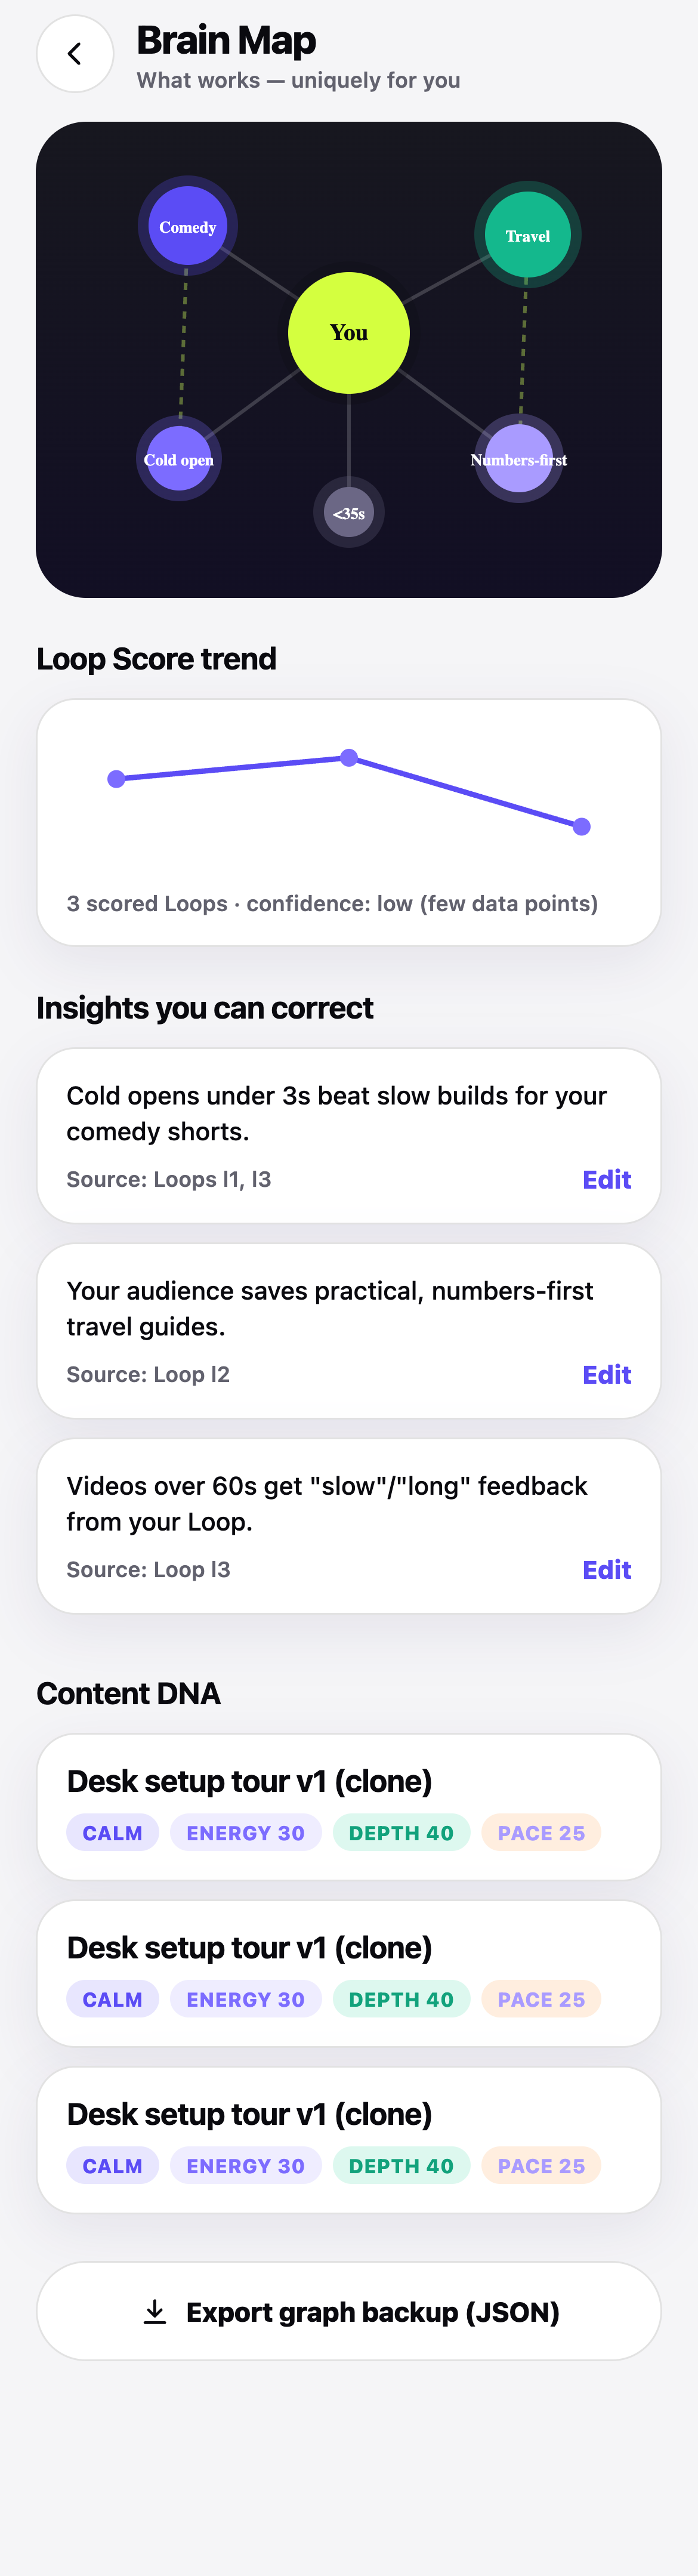 Brain Map
What works — uniquely for you
Comedy
Travel
You
Cold open
Numbers-first
<35s
Loop Score trend
3 scored Loops · confidence: low (few data points)
Insights you can correct
Cold opens under 3s beat slow builds for your
comedy shorts.
Source: Loops l1, l3
Edit
Your audience saves practical, numbers-first
travel guides.
Source: Loop l2
Edit
Videos over 60s get "slow"/"long" feedback
from your Loop.
Source: Loop l3
Edit
Content DNA
Desk setup tour v1 (clone)
CALM ENERGY 30 DEPTH 40 PACE 25
Desk setup tour v1 (clone)
CALM ENERGY 30 DEPTH 40 PACE 25
Desk setup tour v1 (clone)
CALM ENERGY 30 DEPTH 40 PACE 25
Export graph backup (JSON)